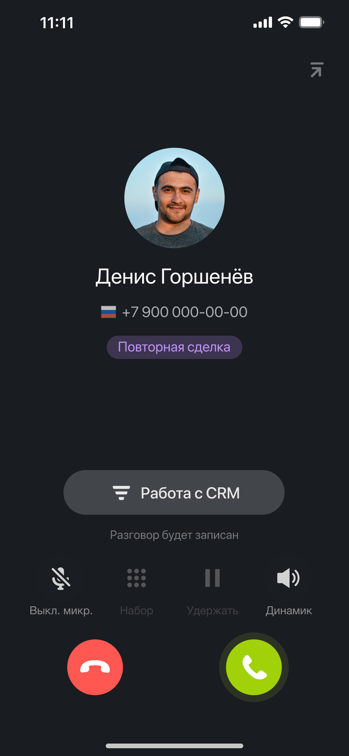 11:11
Денис Горшенёв
+7 900 000-00-00
Повторная сделка
Работа с CRM
Разговор будет записан
Выкл. микр. Набор Удержать Динамик